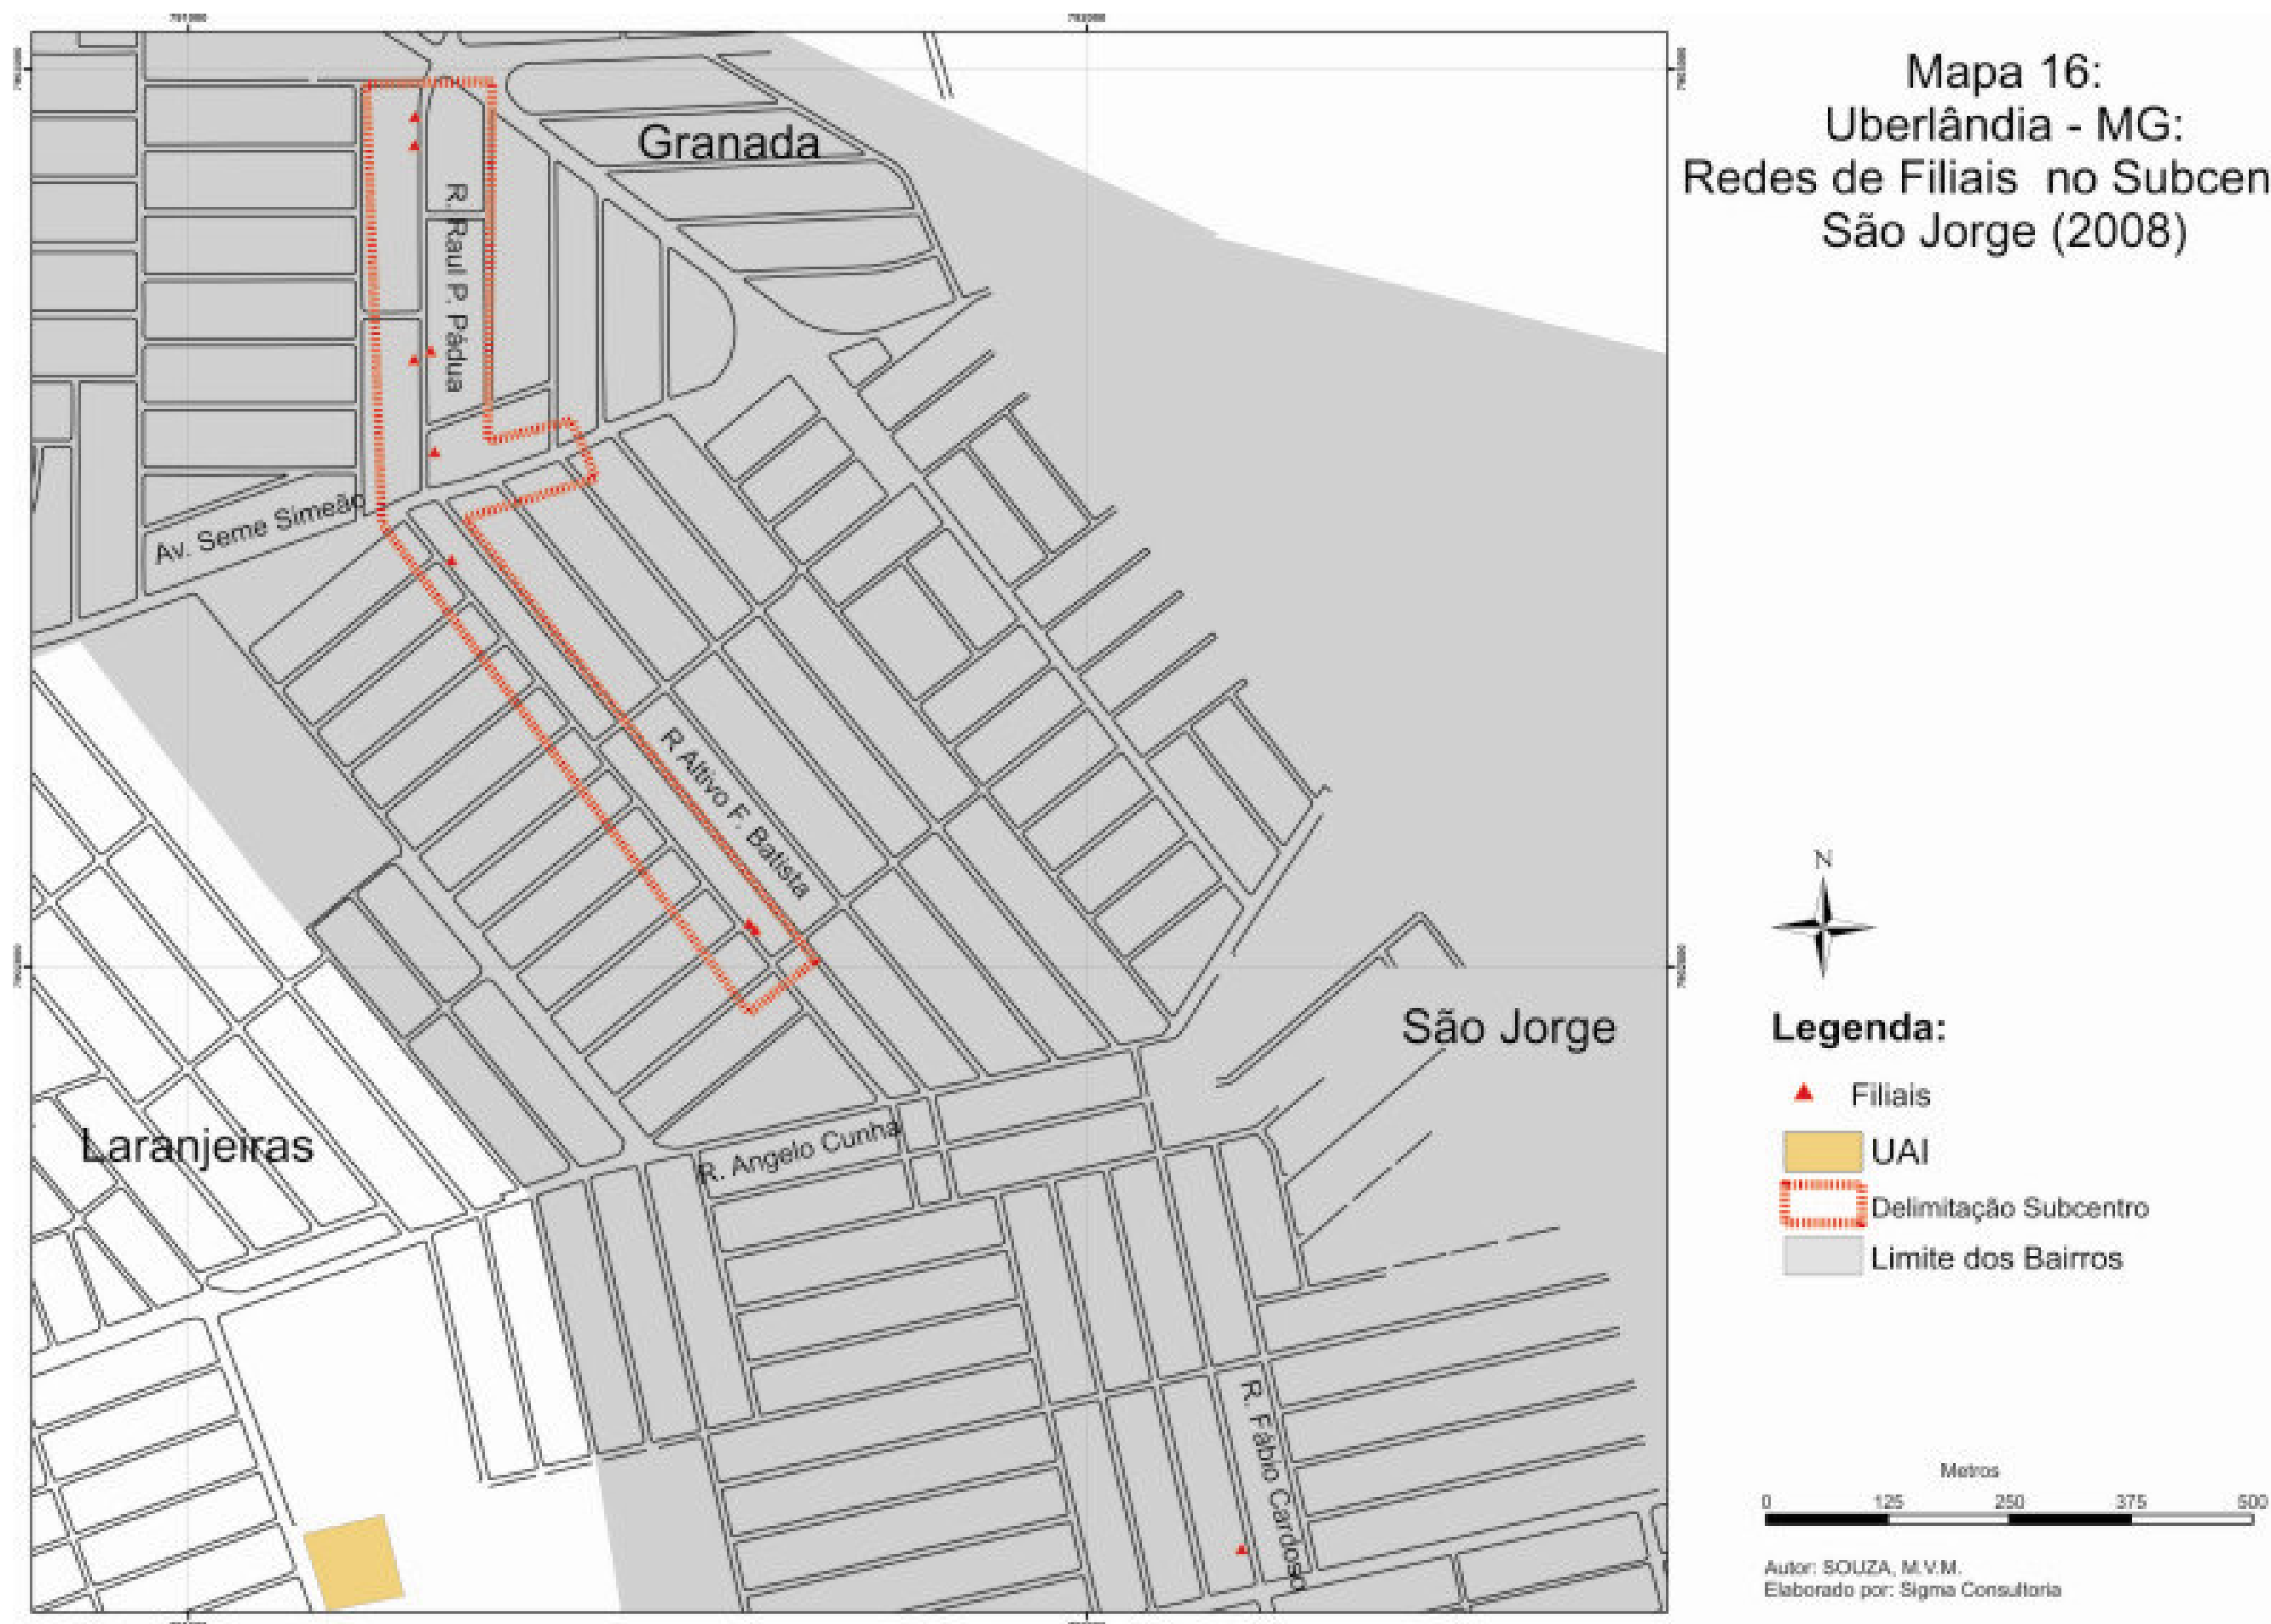 Mapa 16:
Uberlândia - MG:
Redes de Filiais no Subcen
São Jorge (2008)
Granada
R. Raul P. Pádua
Av. Seme Simeão
R Altivo F. Batista
São Jorge
Laranjeiras
R. Angelo Cunha
R. Fábio Cardoso
N
Legenda:
Filiais
UAI
Delimitação Subcentro
Limite dos Bairros
Metros
0 125 250 375 500
Autor: SOUZA, M.V.M.
Elaborado por: Sigma Consultoria